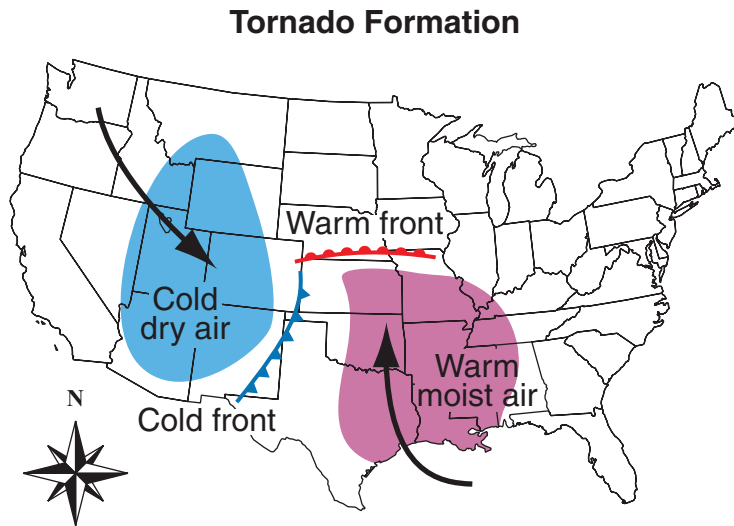 Tornado Formation
Warm front
Cold
dry air
Warm
moist air
Cold front
N